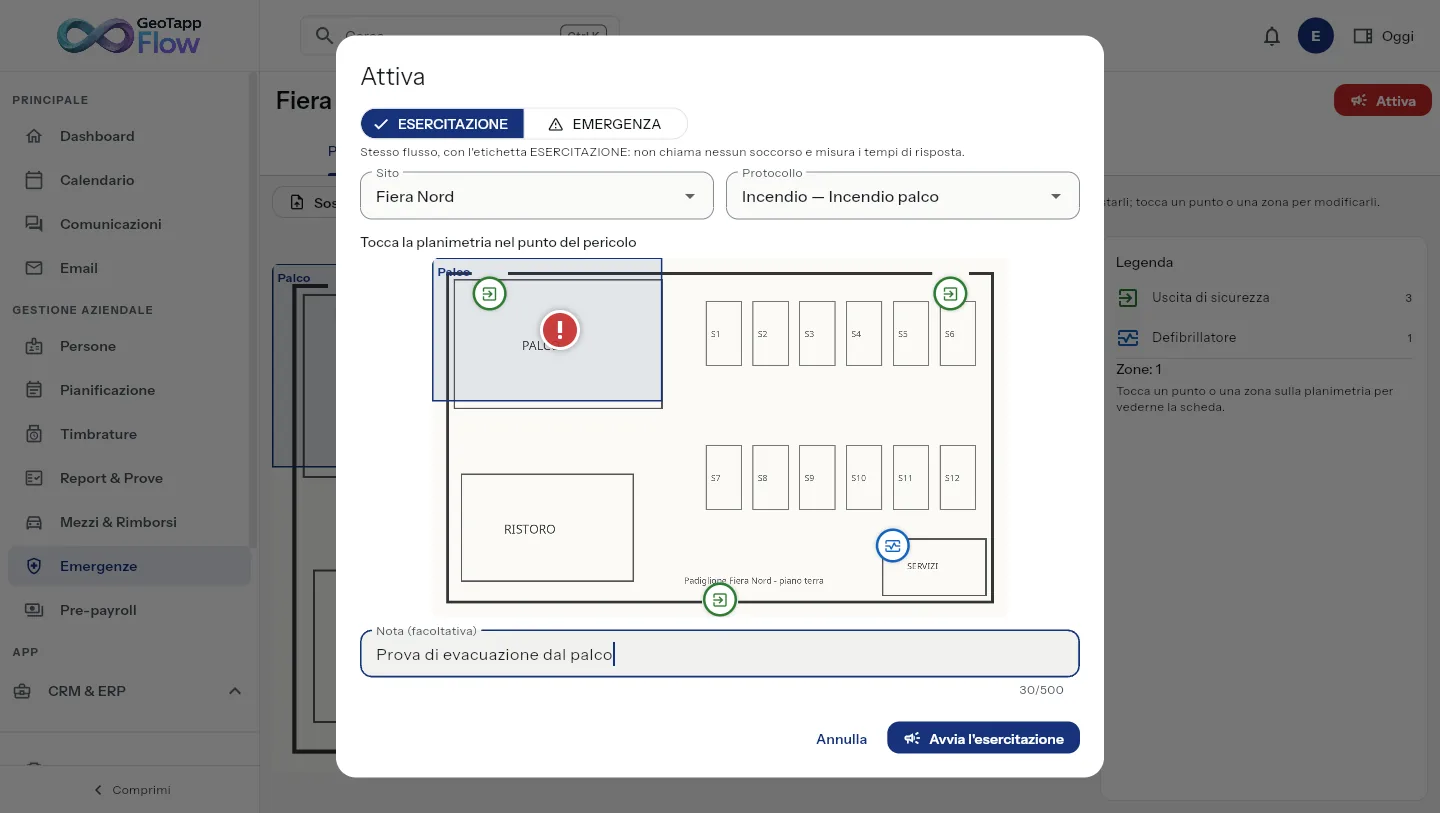 GeoTapp
Flow
Ctrl K
E
Oggi
PRINCIPALE
Dashboard
Calendario
Comunicazioni
Email
GESTIONE AZIENDALE
Persone
Pianificazione
Timbrature
Report & Prove
Mezzi & Rimborsi
Emergenze
Pre-payroll
APP
CRM & ERP
Comprimi
Fiera
Attiva
Palco
starli; tocca un punto o una zona per modificarli.
Legenda
Uscita di sicurezza 3
Defibrillatore 1
Zone: 1
Tocca un punto o una zona sulla planimetria per
vederne la scheda.
Attiva
ESERCITAZIONE
EMERGENZA
Stesso flusso, con l'etichetta ESERCITAZIONE: non chiama nessun soccorso e misura i tempi di risposta.
Sito
Fiera Nord
Protocollo
Incendio — Incendio palco
Tocca la planimetria nel punto del pericolo
Palco
S1 S2 S3 S4 S5 S6
S7 S8 S9 S10 S11 S12
RISTORO
SERVIZI
Padiglione Fiera Nord - piano terra
Nota (facoltativa)
Prova di evacuazione dal palco
30/500
Annulla
Avvia l'esercitazione